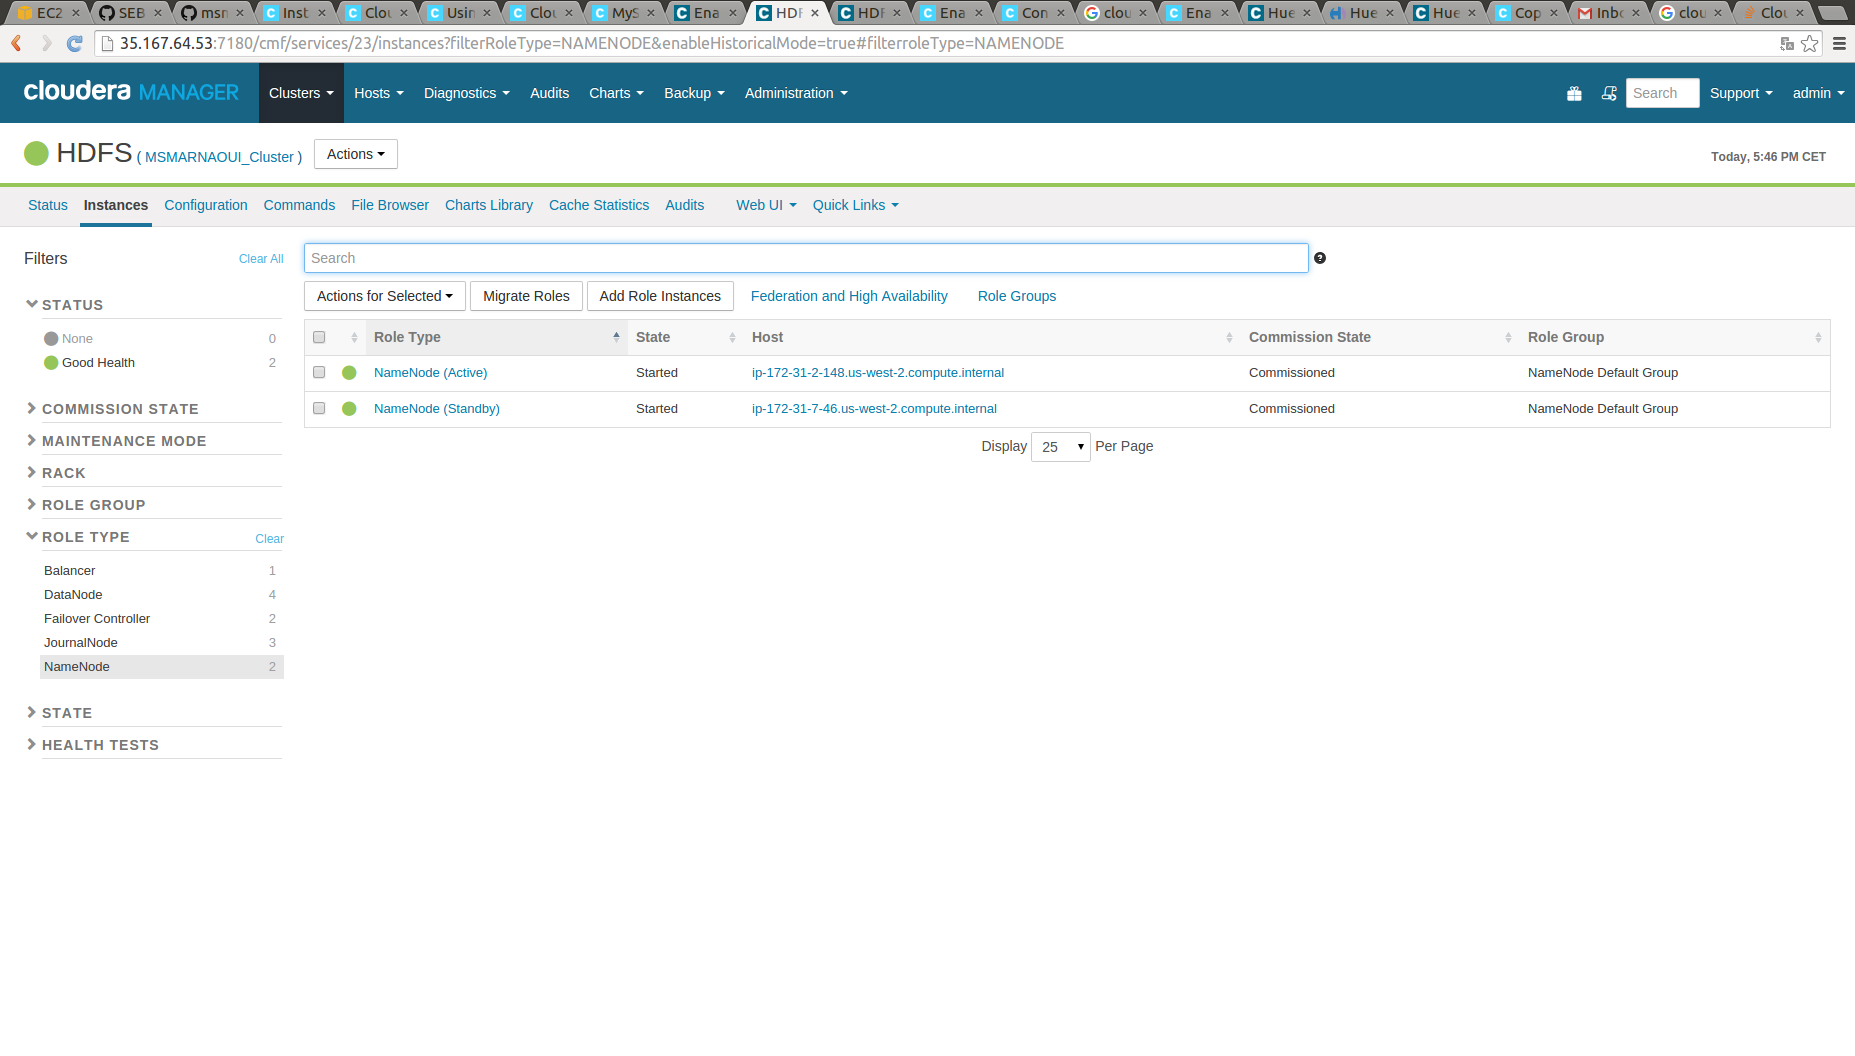 EC2 SEB msn Inst Clou Usin Clou MyS Ena HDF HDF Ena Con clou Ena Hue Hue Hue Cop Inbo clou Clou
35.167.64.53:7180/cmf/services/23/instances?filterRoleType=NAMENODE&enableHistoricalMode=true#filterroleType=NAMENODE
cloudera MANAGER Clusters Hosts Diagnostics Audits Charts Backup Administration Search Support admin
HDFS ( MSMARNAOUI_Cluster ) Actions Today, 5:46 PM CET
Status Instances Configuration Commands File Browser Charts Library Cache Statistics Audits Web UI Quick Links
Filters Clear All
STATUS
None 0
Good Health 2
COMMISSION STATE
MAINTENANCE MODE
RACK
ROLE GROUP
ROLE TYPE Clear
Balancer 1
DataNode 4
Failover Controller 2
JournalNode 3
NameNode 2
STATE
HEALTH TESTS
Search
Actions for Selected Migrate Roles Add Role Instances Federation and High Availability Role Groups
Role Type State Host Commission State Role Group
NameNode (Active) Started ip-172-31-2-148.us-west-2.compute.internal Commissioned NameNode Default Group
NameNode (Standby) Started ip-172-31-7-46.us-west-2.compute.internal Commissioned NameNode Default Group
Display 25 Per Page